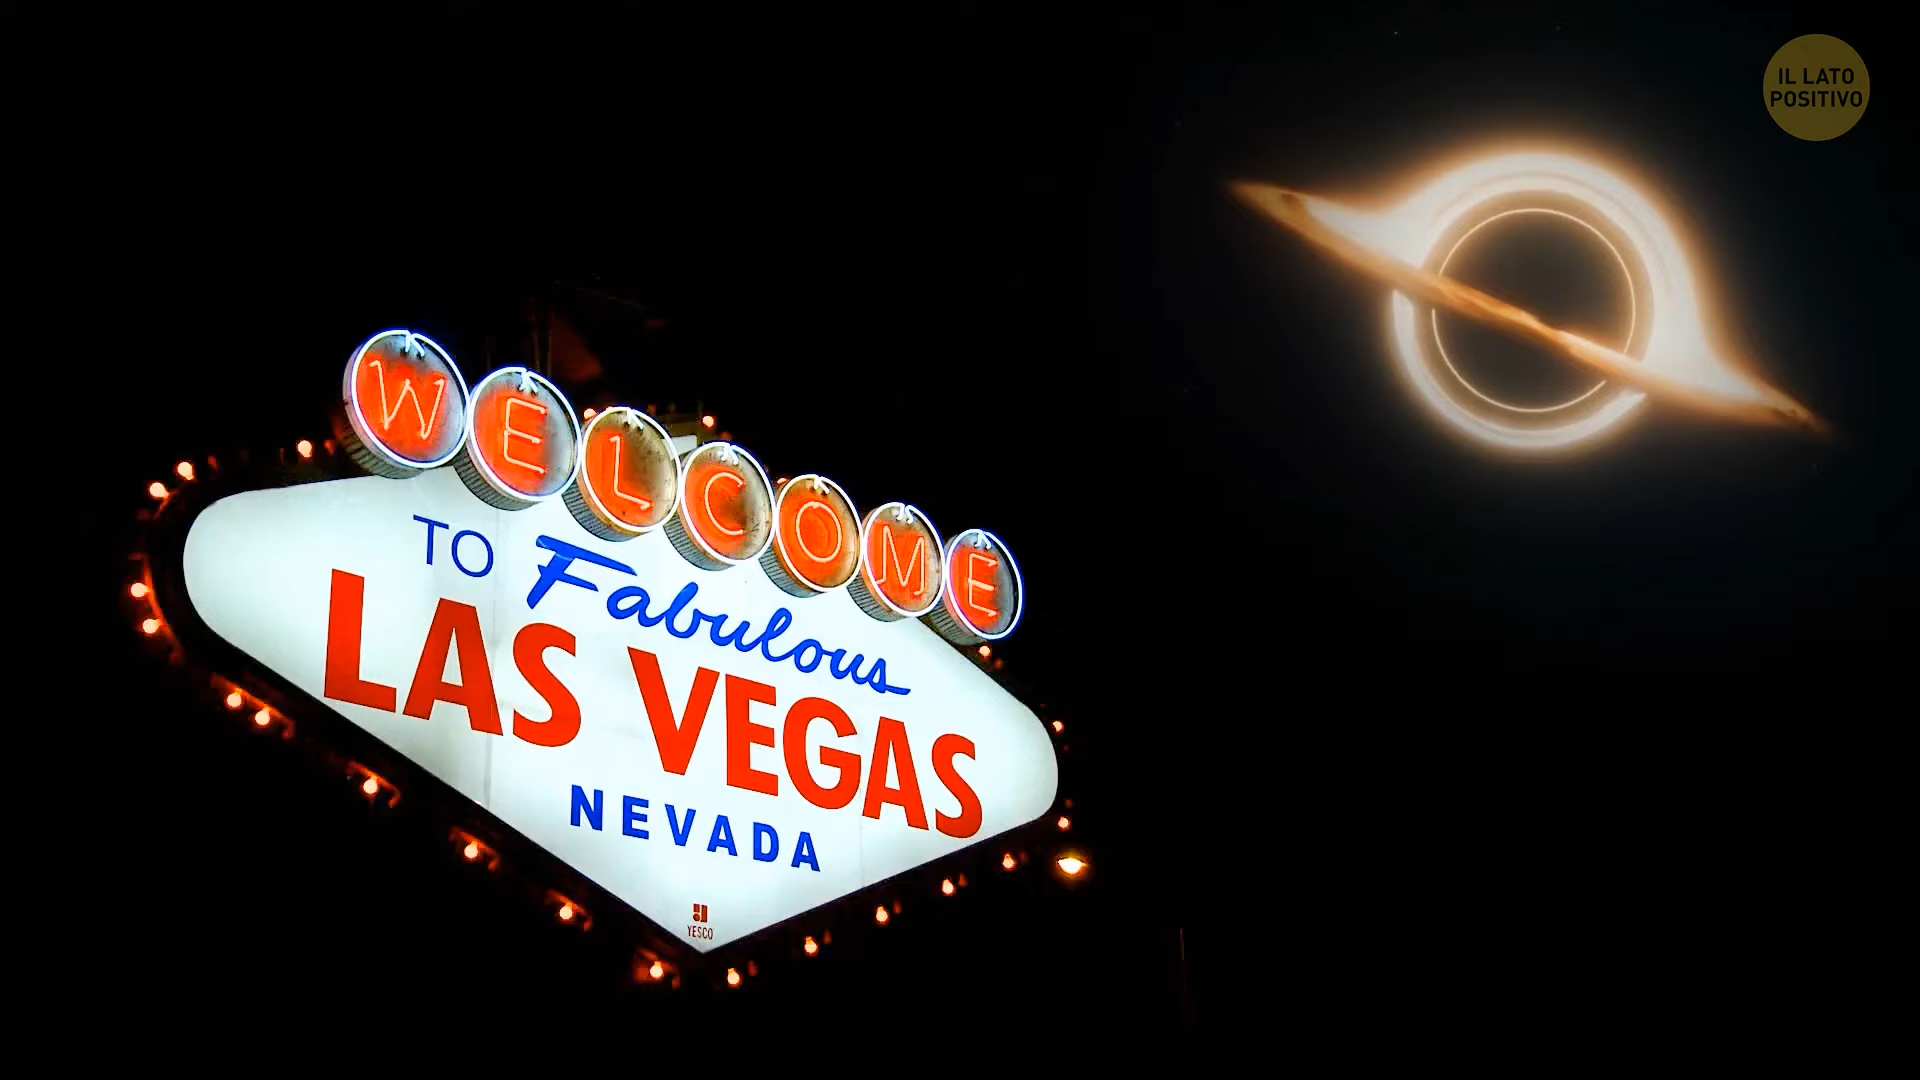 IL LATO
POSITIVO
WELCOME
TO Fabulous
LAS VEGAS
NEVADA
YESCO